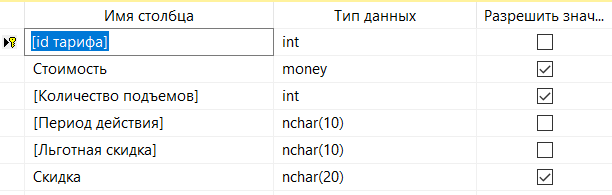 Имя столбца Тип данных Разрешить знач...
[id тарифа] int
Стоимость money
[Количество подъемов] int
[Период действия] nchar(10)
[Льготная скидка] nchar(10)
Скидка nchar(20)